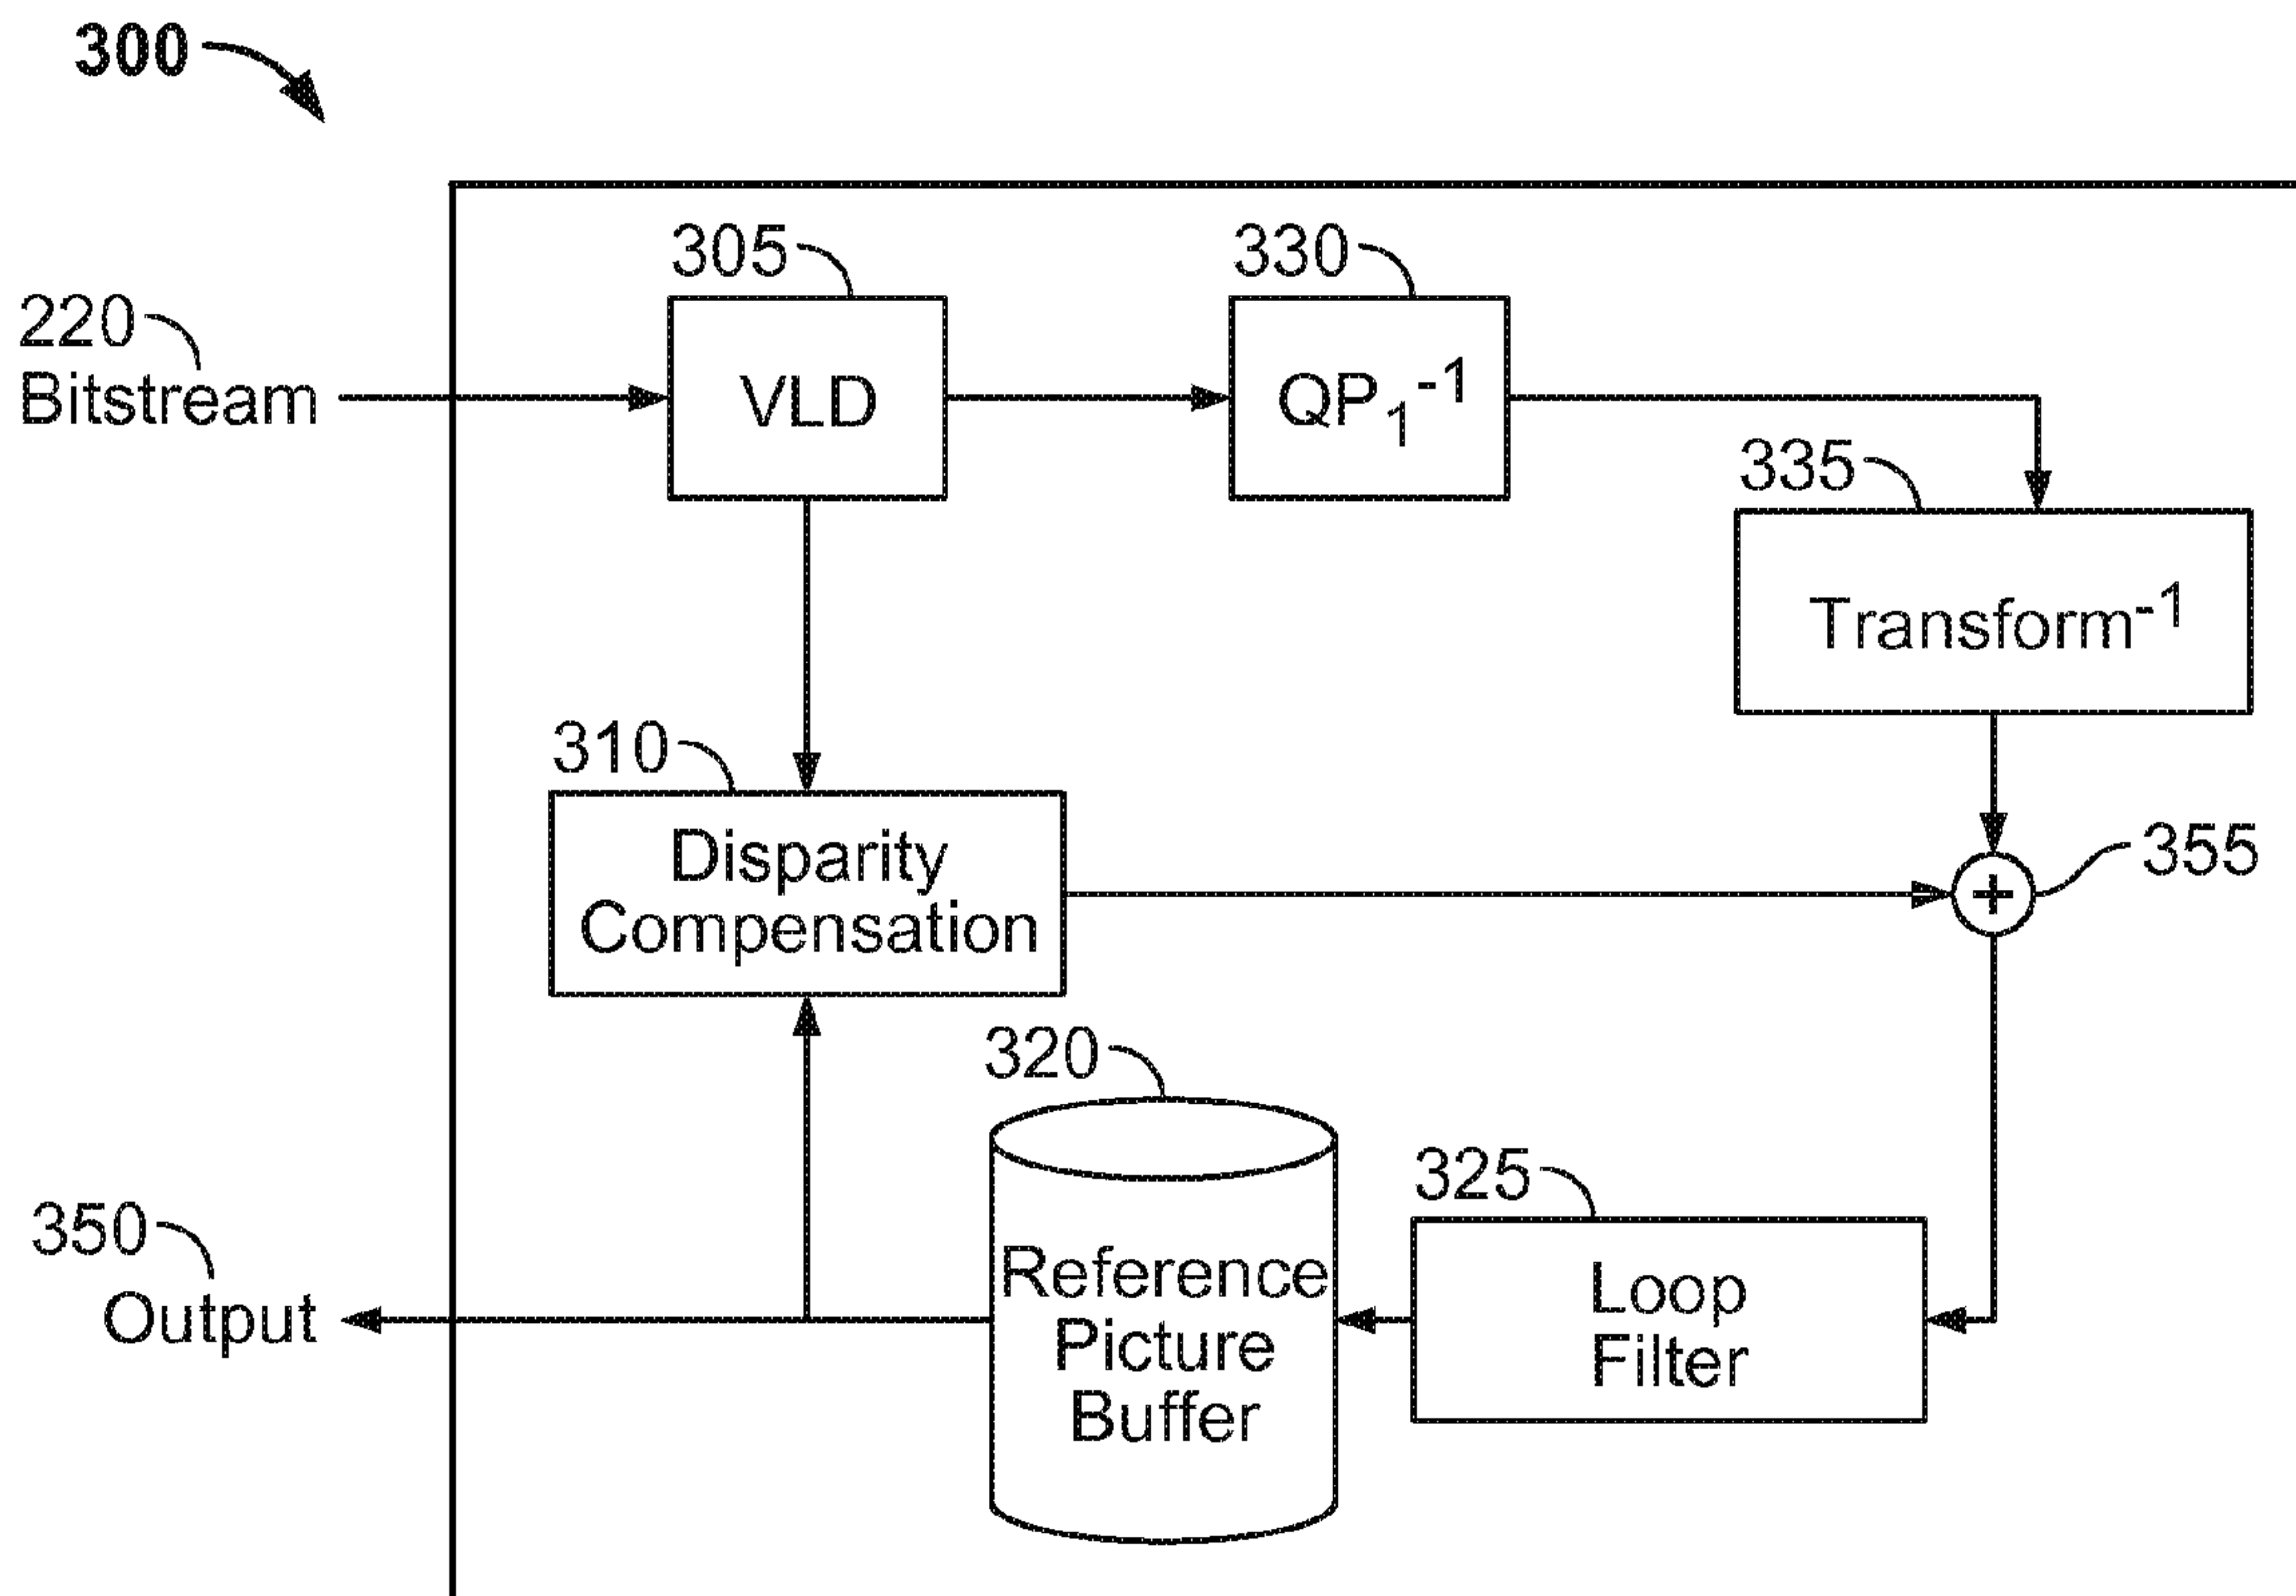 300
305
330
220
Bitstream
VLD
QP₁⁻¹
335
Transform⁻¹
310
Disparity
Compensation
+
355
320
325
350
Output
Reference
Picture
Buffer
Loop
Filter